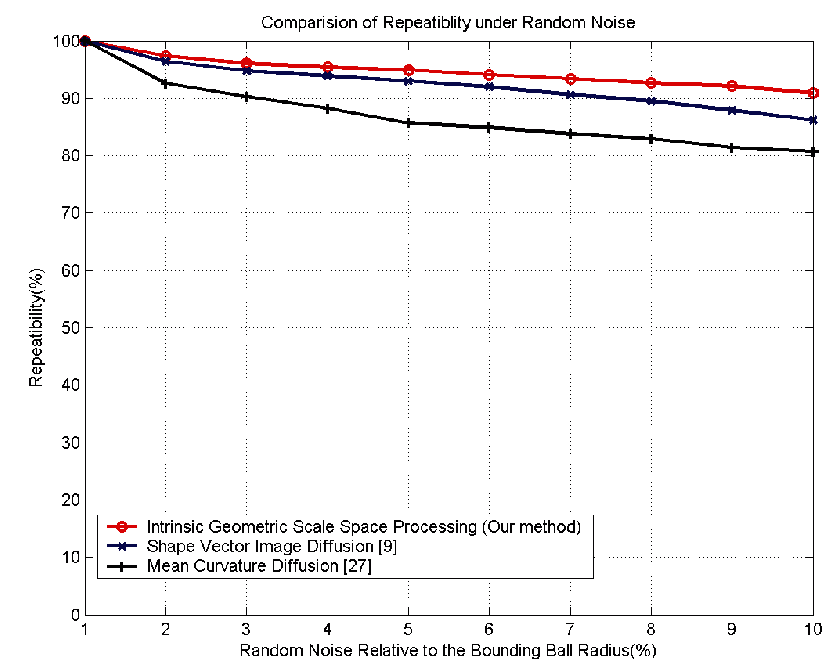 Comparision of Repeatiblity under Random Noise
100
90
80
70
60
50
40
30
20
10
0
Repeatibility(%)
Intrinsic Geometric Scale Space Processing (Our method)
Shape Vector Image Diffusion [9]
Mean Curvature Diffusion [27]
1 2 3 4 5 6 7 8 9 10
Random Noise Relative to the Bounding Ball Radius(%)